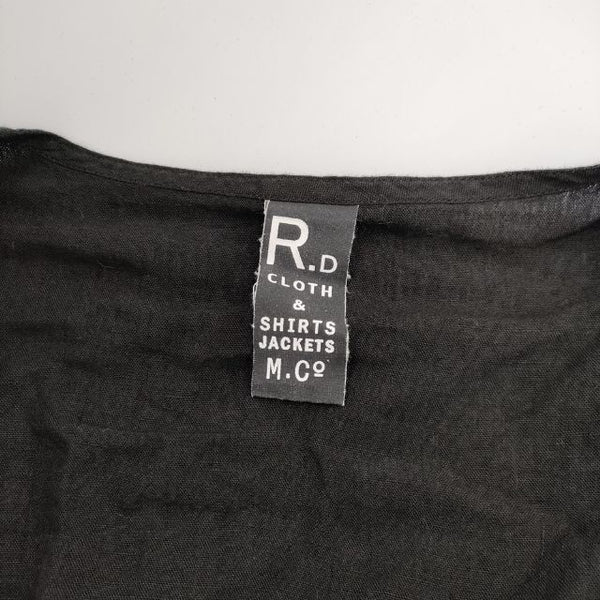 R.D
CLOTH
&
SHIRTS
JACKETS
M.Cº